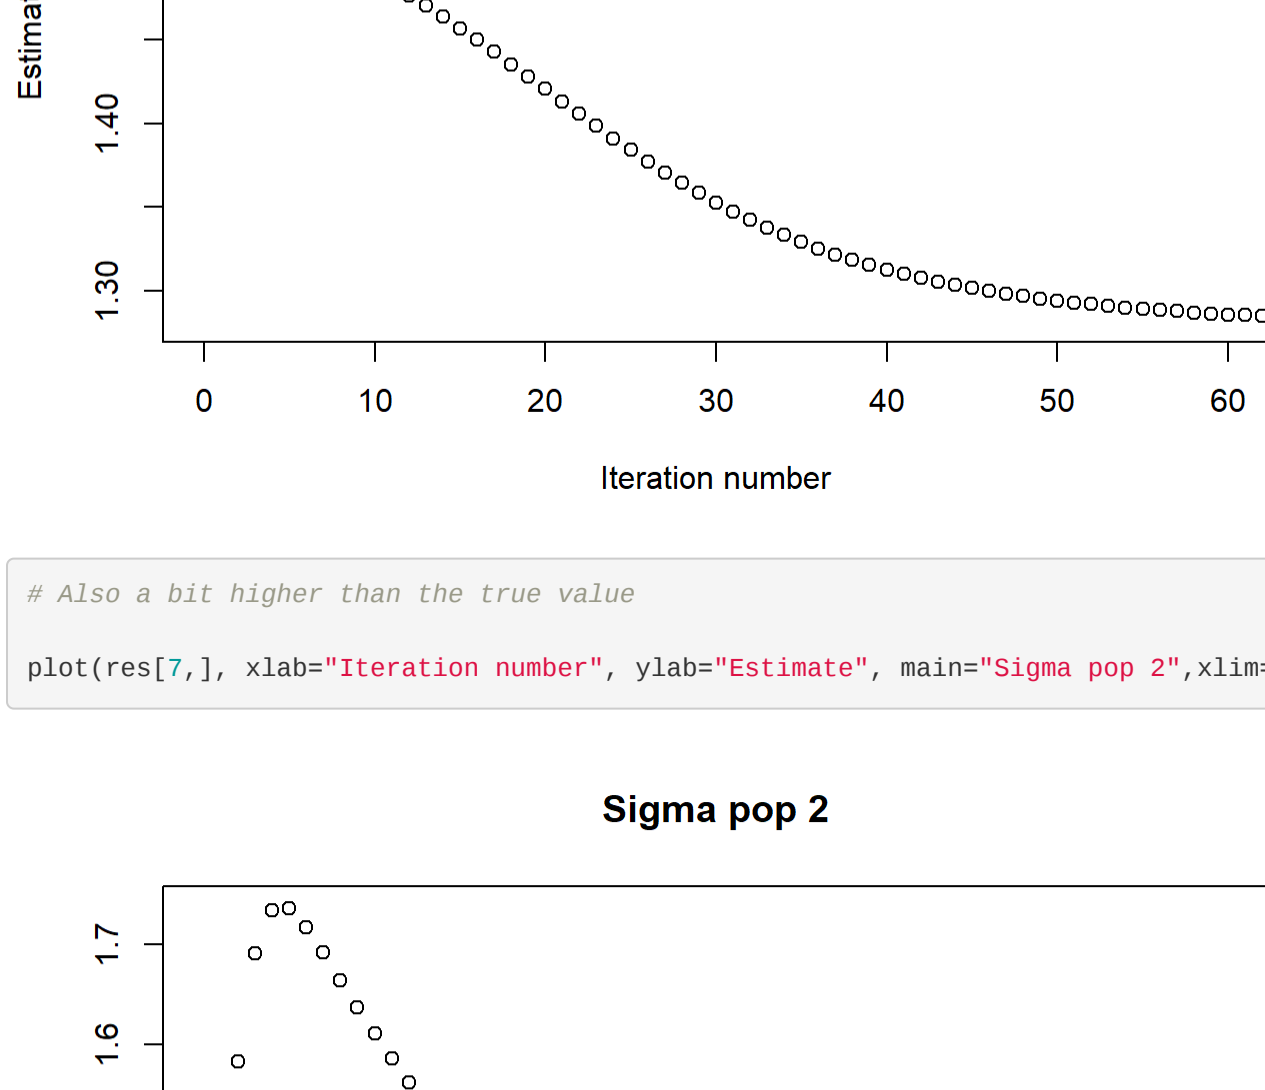 1.40
1.30
0 10 20 30 40 50 60
Iteration number
# Also a bit higher than the true value
plot(res[7,], xlab="Iteration number", ylab="Estimate", main="Sigma pop 2",xlim=
Sigma pop 2
1.7
1.6